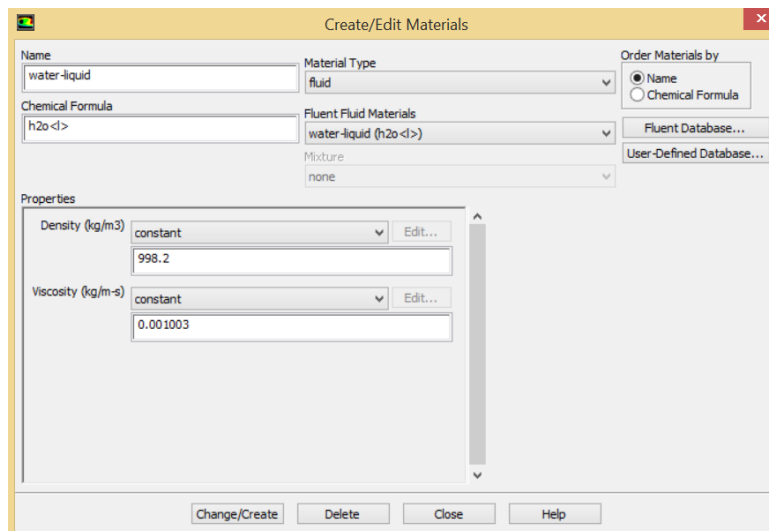 Create/Edit Materials
Name
water-liquid
Material Type
fluid
Order Materials by
Name
Chemical Formula
Chemical Formula
h2o<l>
Fluent Fluid Materials
water-liquid (h2o<l>)
Fluent Database...
Mixture
none
User-Defined Database...
Properties
Density (kg/m3)
constant
Edit...
998.2
Viscosity (kg/m-s)
constant
Edit...
0.001003
Change/Create
Delete
Close
Help